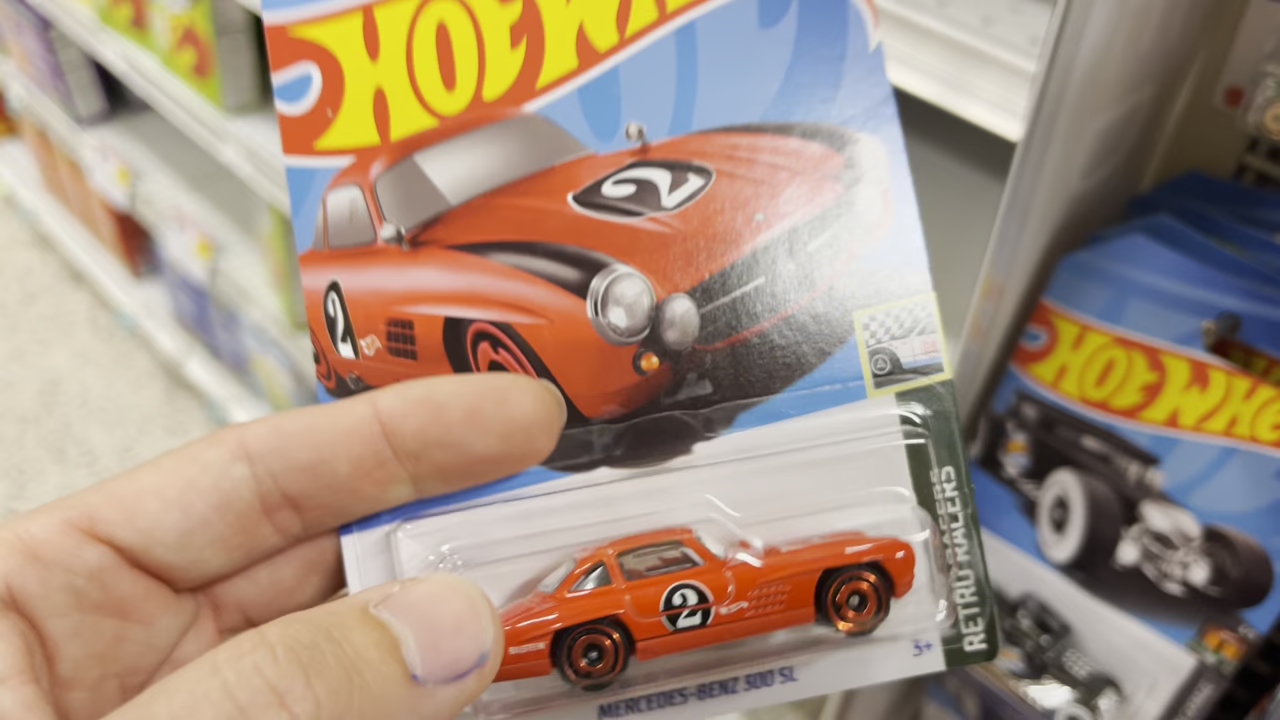 HOT WH
2
2
2
RETRO RACERS
3+
MERCEDES-BENZ 300 SL
HOT WHE